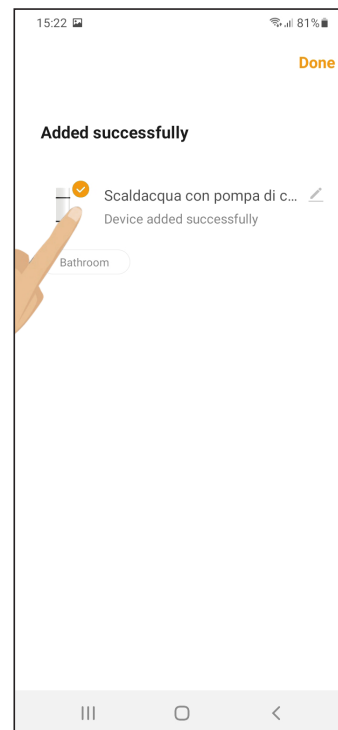 15:22 81%
Done
Added successfully
Scaldacqua con pompa di c...
Device added successfully
Bathroom